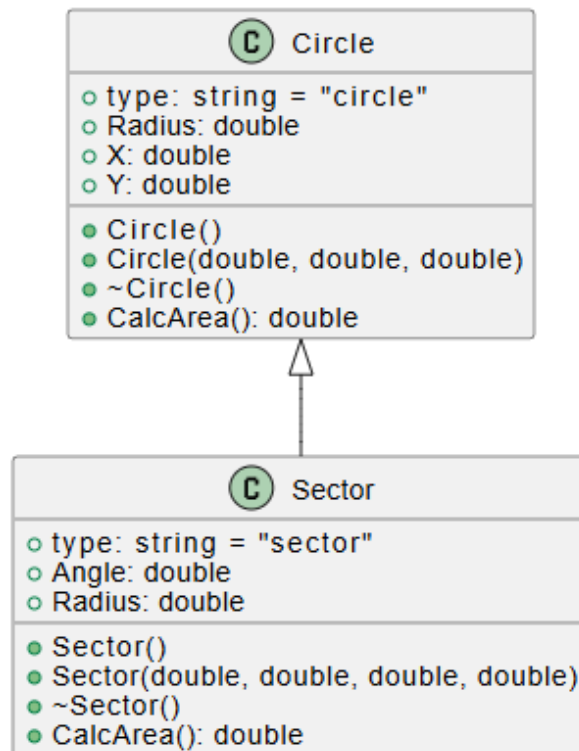 C Circle
type: string = "circle"
Radius: double
X: double
Y: double
Circle()
Circle(double, double, double)
~Circle()
CalcArea(): double
C Sector
type: string = "sector"
Angle: double
Radius: double
Sector()
Sector(double, double, double, double)
~Sector()
CalcArea(): double